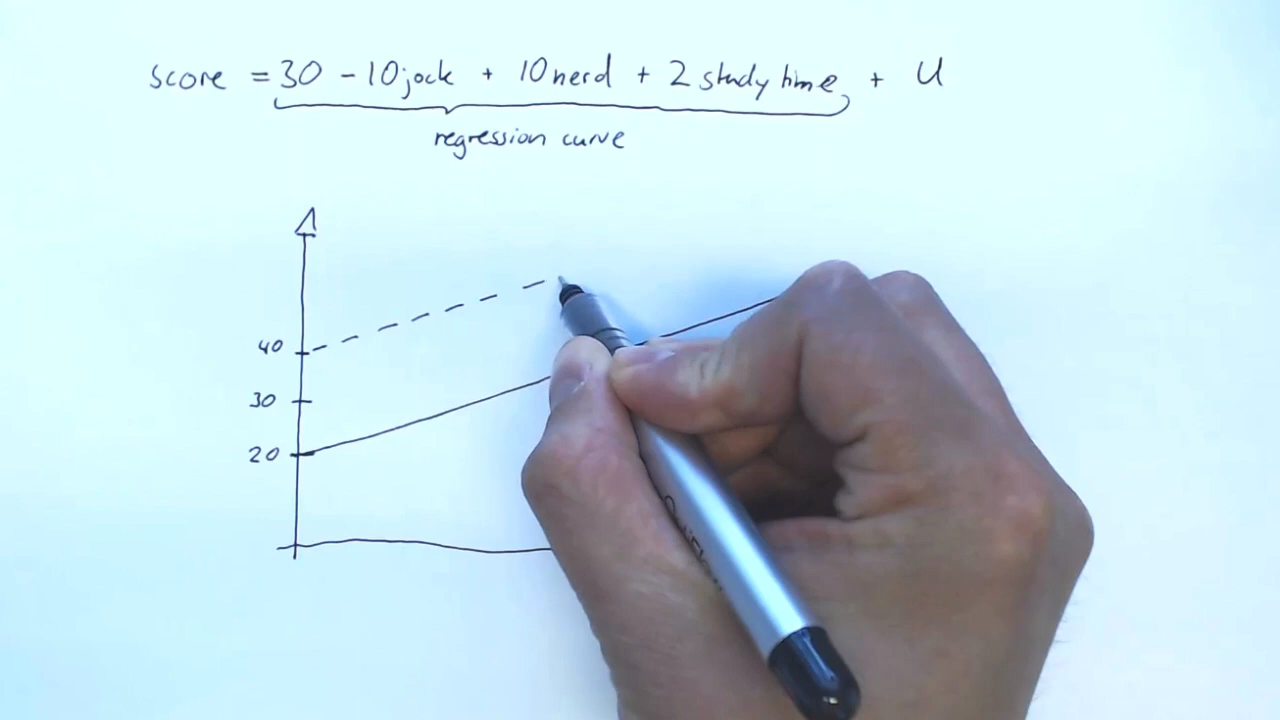 score = 30 - 10 jock + 10 nerd + 2 study time + U
regression curve
40
30
20